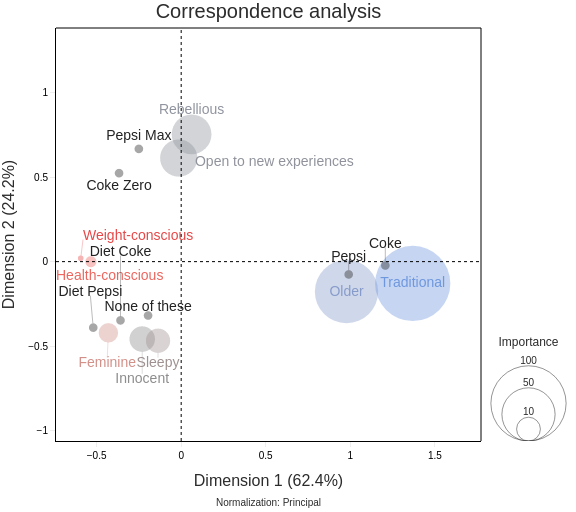 Correspondence analysis
Dimension 2 (24.2%)
1
0.5
0
−0.5
−1
Rebellious
Pepsi Max
Open to new experiences
Coke Zero
Weight-conscious
Diet Coke
Coke
Pepsi
Health-conscious
Traditional
Diet Pepsi
Older
None of these
Feminine
Sleepy
Innocent
Importance
100
50
10
−0.5
0
0.5
1
1.5
Dimension 1 (62.4%)
Normalization: Principal